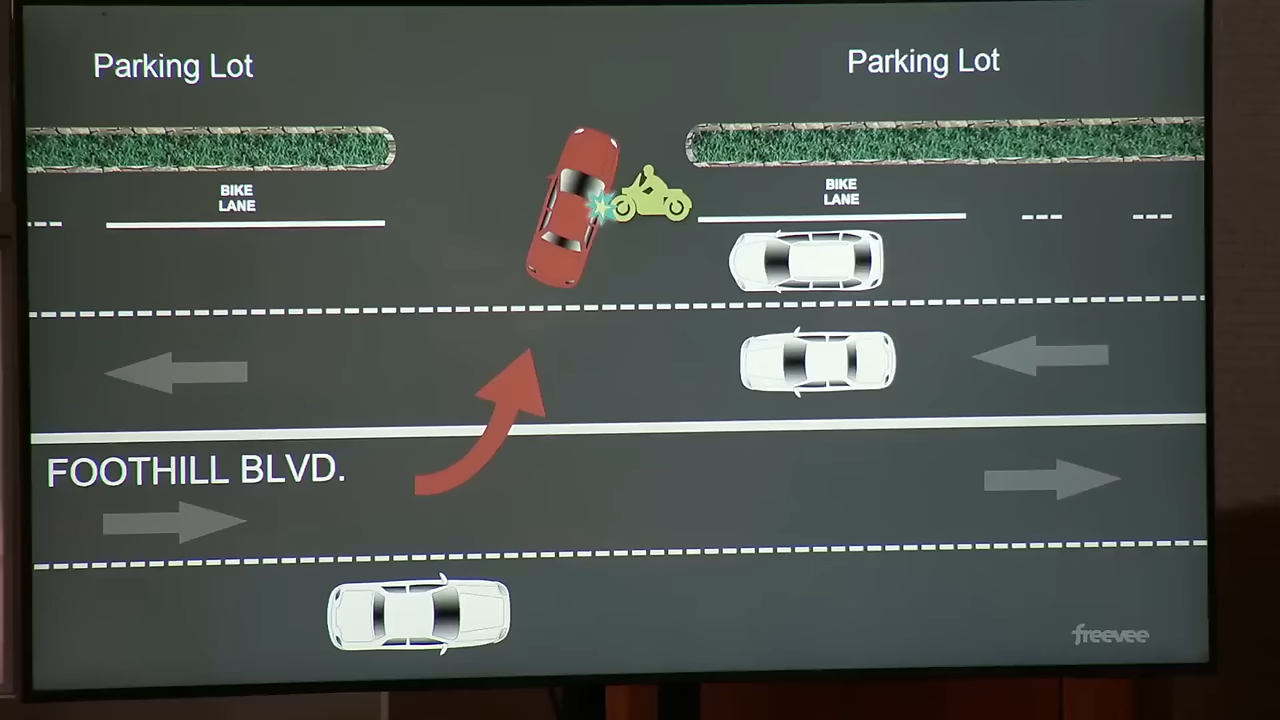 Parking Lot
Parking Lot
BIKE
LANE
BIKE
LANE
FOOTHILL BLVD.
freevee